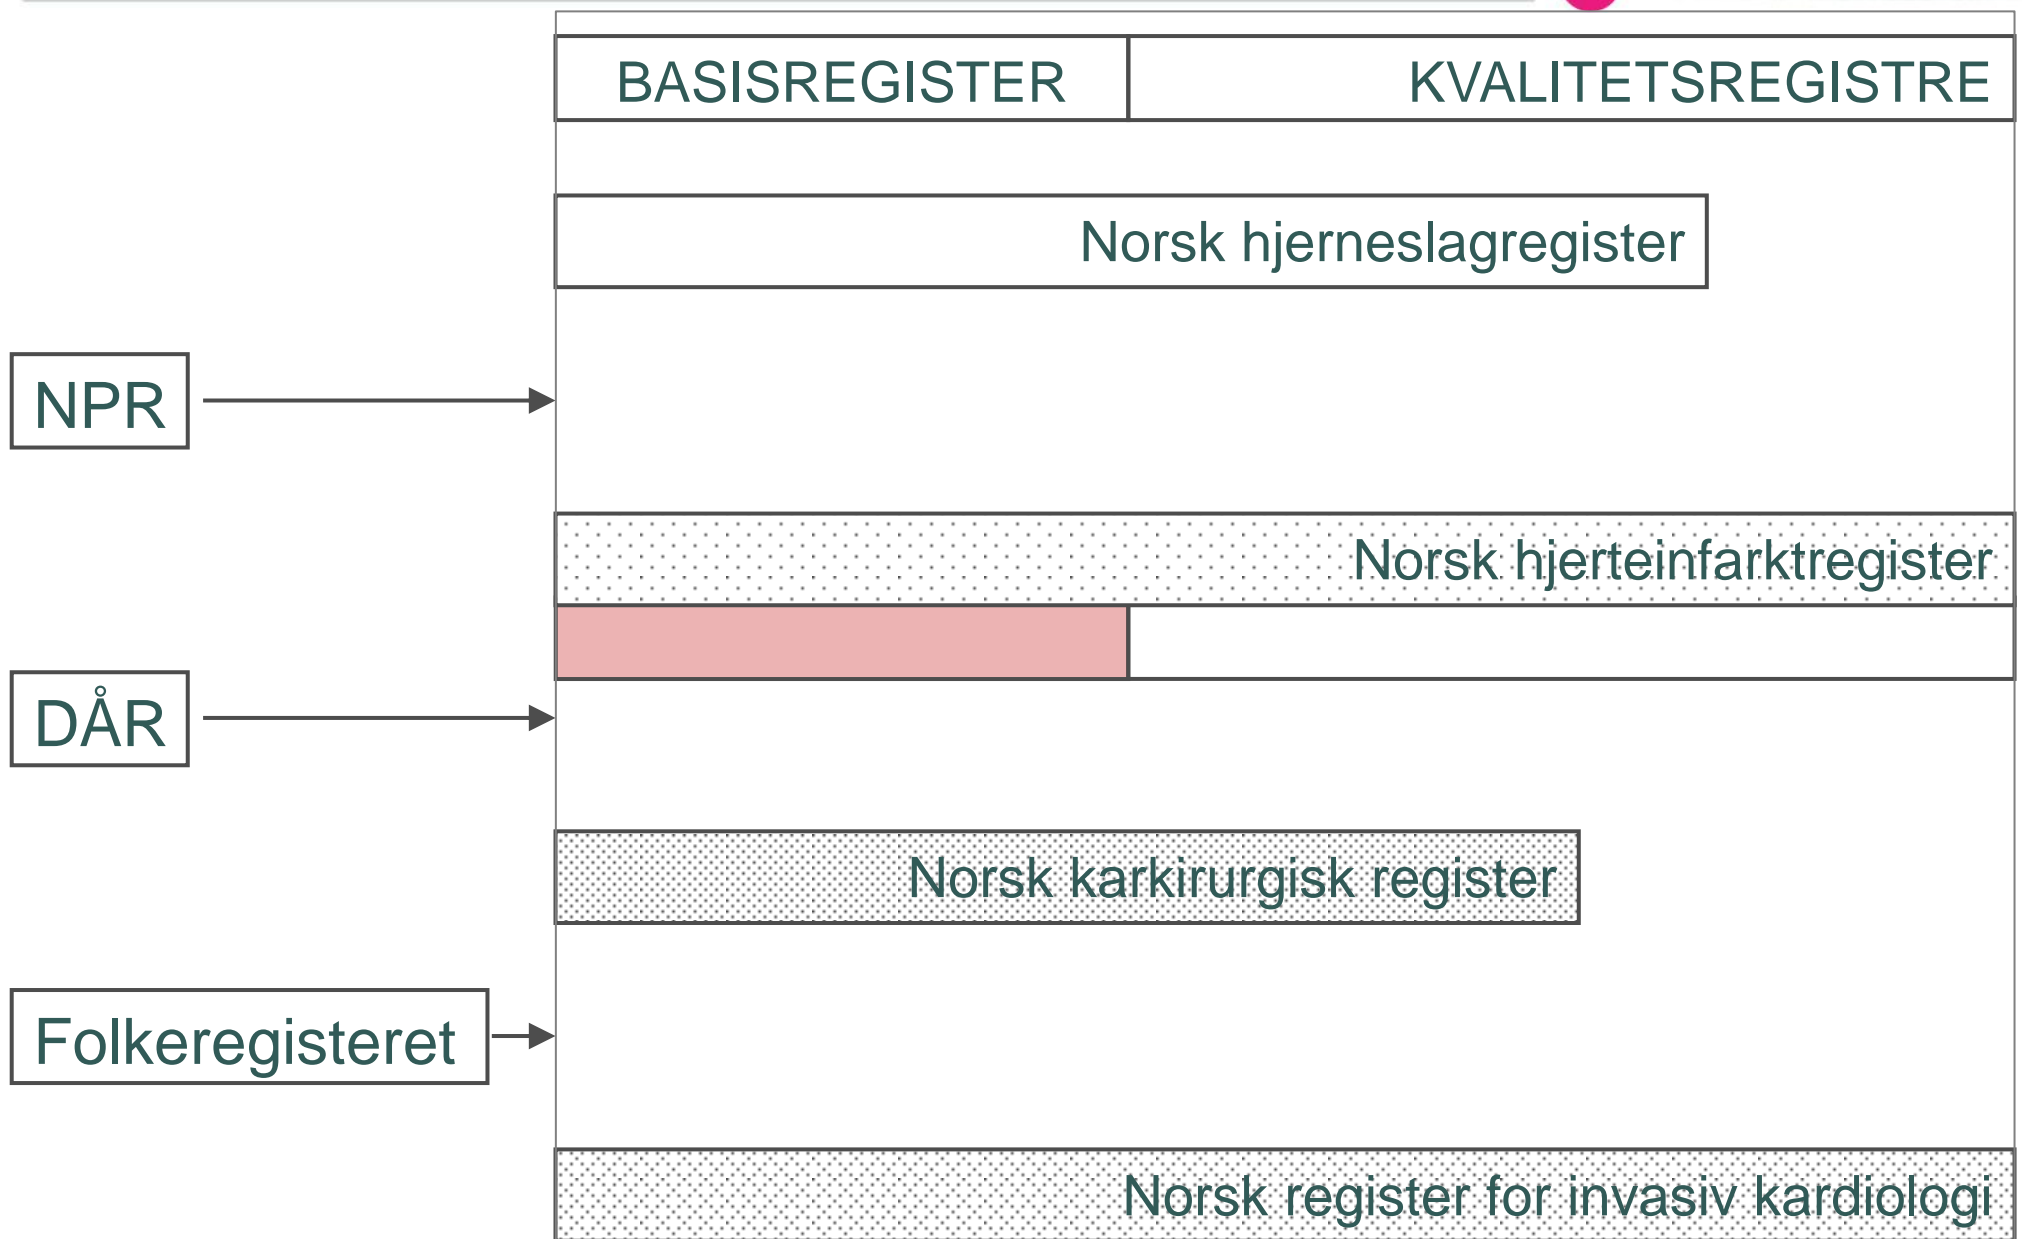 BASISREGISTER
KVALITETSREGISTRE
Norsk hjerneslagregister
NPR
Norsk hjerteinfarktregister
DÅR
Norsk karkirurgisk register
Folkeregisteret
Norsk register for invasiv kardiologi